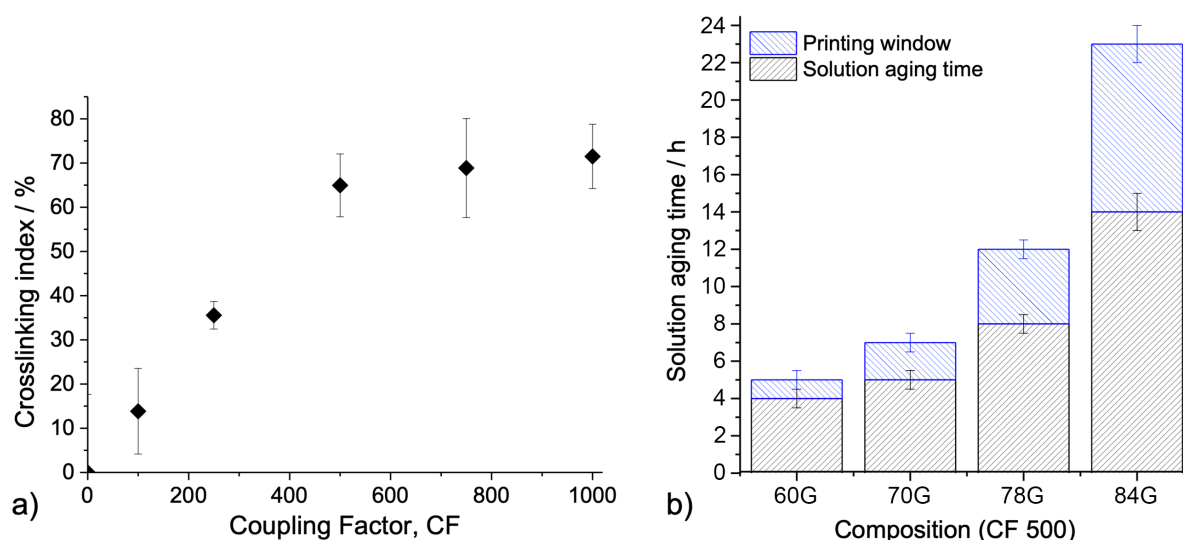 80
70
60
50
40
30
20
10
0
Crosslinking index / %
0 200 400 600 800 1000
Coupling Factor, CF
a)
24
22
20
18
16
14
12
10
8
6
4
2
0
Solution aging time / h
Printing window
Solution aging time
60G 70G 78G 84G
Composition (CF 500)
b)